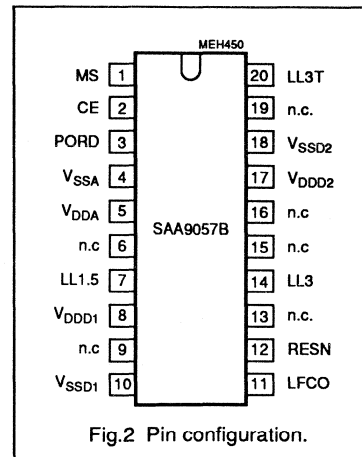 MEH450
MS 1 20 LL3T
CE 2 19 n.c.
PORD 3 18 VSSD2
VSSA 4 17 VDDD2
VDDA 5 16 n.c
SAA9057B
n.c 6 15 n.c
LL1.5 7 14 LL3
VDDD1 8 13 n.c.
n.c 9 12 RESN
VSSD1 10 11 LFCO
Fig.2 Pin configuration.